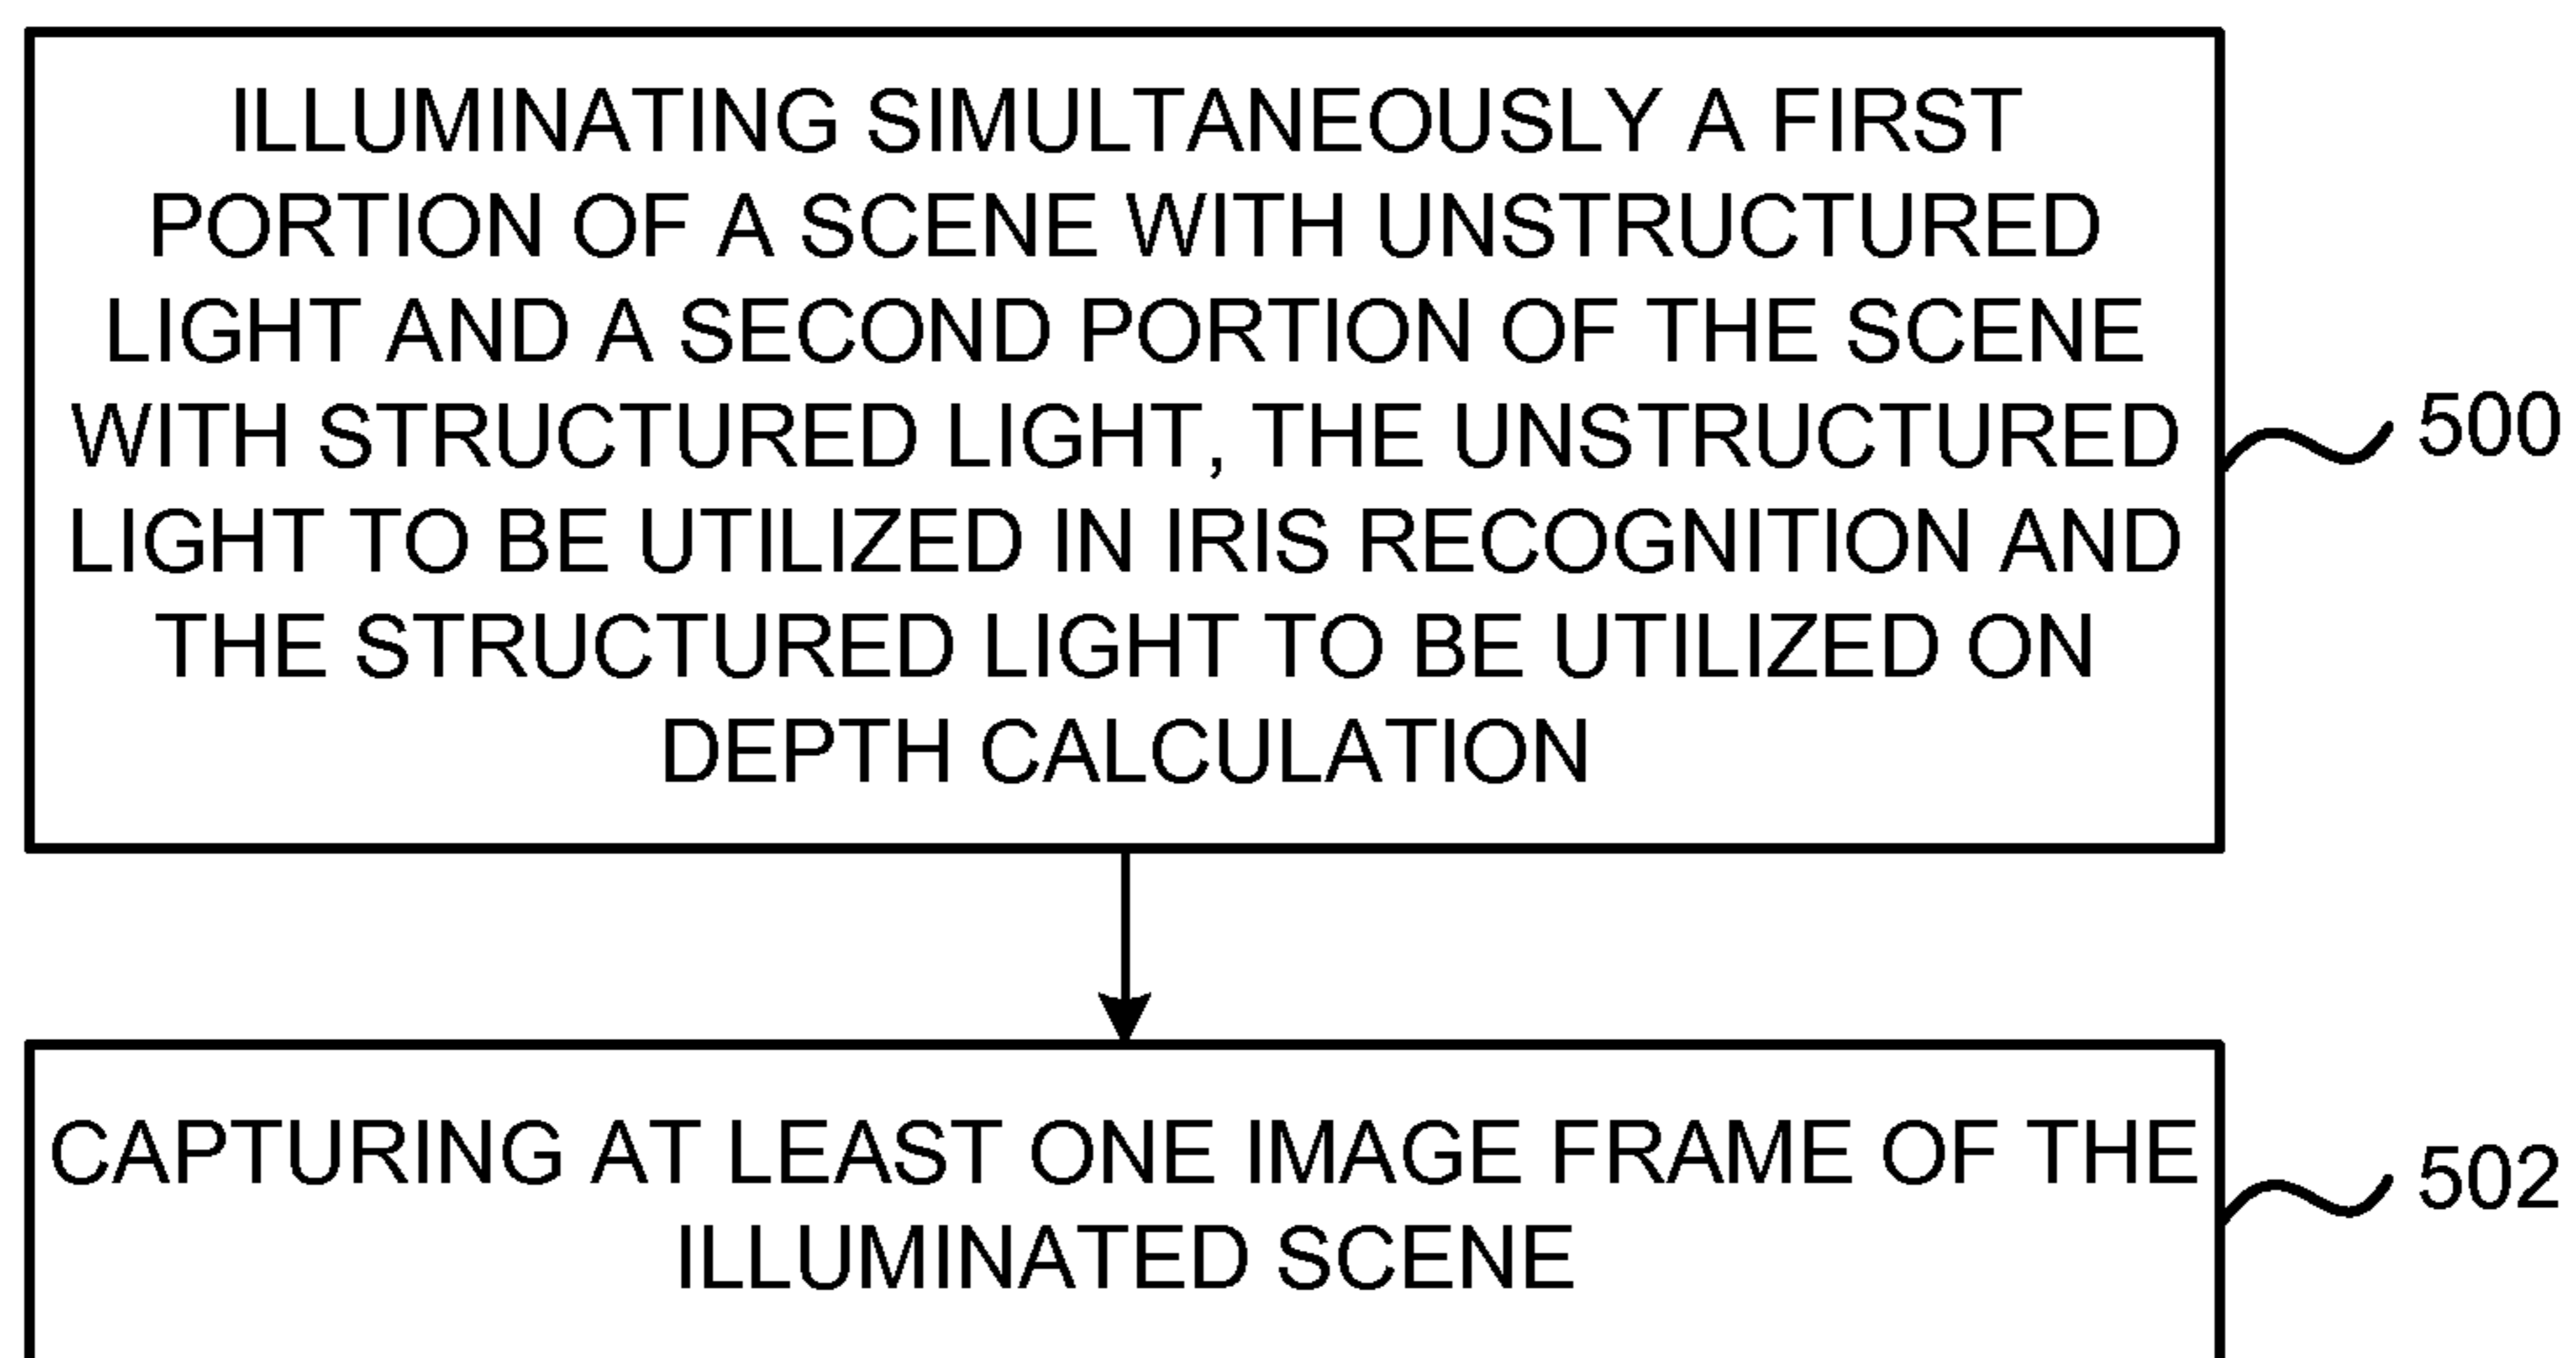 ILLUMINATING SIMULTANEOUSLY A FIRST
PORTION OF A SCENE WITH UNSTRUCTURED
LIGHT AND A SECOND PORTION OF THE SCENE
WITH STRUCTURED LIGHT, THE UNSTRUCTURED
LIGHT TO BE UTILIZED IN IRIS RECOGNITION AND
THE STRUCTURED LIGHT TO BE UTILIZED ON
DEPTH CALCULATION
500
CAPTURING AT LEAST ONE IMAGE FRAME OF THE
ILLUMINATED SCENE
502